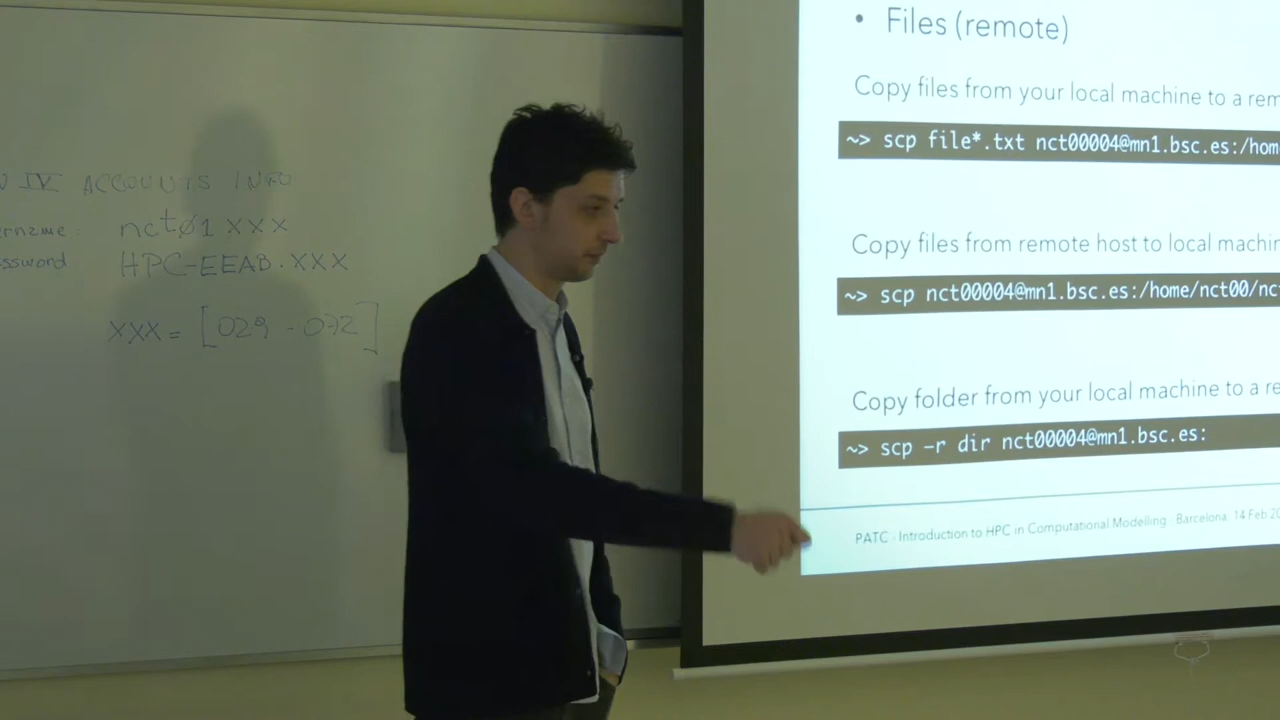 IV ACCOUNTS INFO
nct01 XXX
HPC-EEAB.XXX
XXX = [029 - 072]
• Files (remote)
Copy files from your local machine to a rem
~> scp file*.txt nct00004@mn1.bsc.es:/hom
Copy files from remote host to local machin
~> scp nct00004@mn1.bsc.es:/home/nct00/nc
Copy folder from your local machine to a re
~> scp -r dir nct00004@mn1.bsc.es:
PATC - Introduction to HPC in Computational Modelling - Barcelona, 14 Feb 20